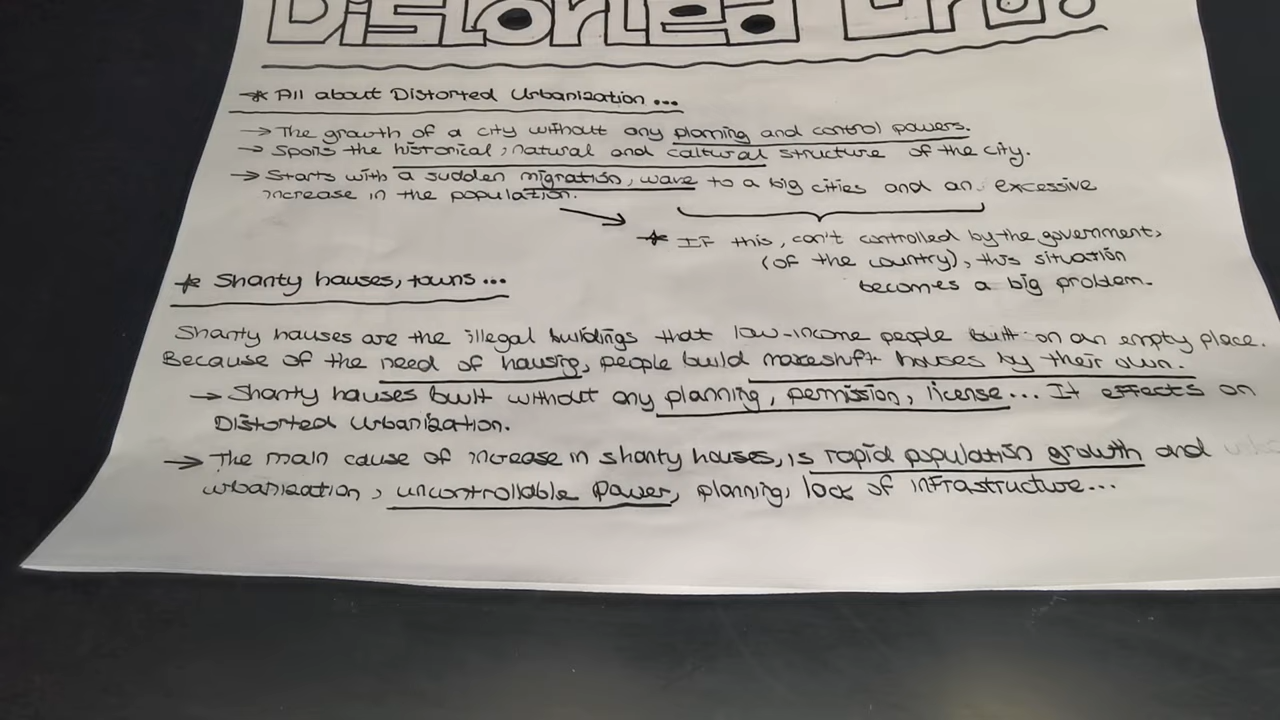 Distorted Urb.
* All about Distorted Urbanization...
→ The growth of a city without any planning and control powers.
→ Spoils the historical, natural and caltural structure of the city.
→ Starts with a sudden migration, wave to a big cities and an excessive
increase in the population.
* If this, can't controlled by the government,
(of the country), this situation
becomes a big problem.
* Shanty houses, towns...
Shanty houses are the illegal buildings that low-income people built on an empty place.
Because of the need of housing, people build makeshift houses by their own.
→ Shanty houses built without any planning, permission, license... It effects on
Distorted Urbanization.
→ The main cause of increase in shanty houses, is rapid population growth and
urbanization, uncontrollable power, planning, lack of infrastructure...